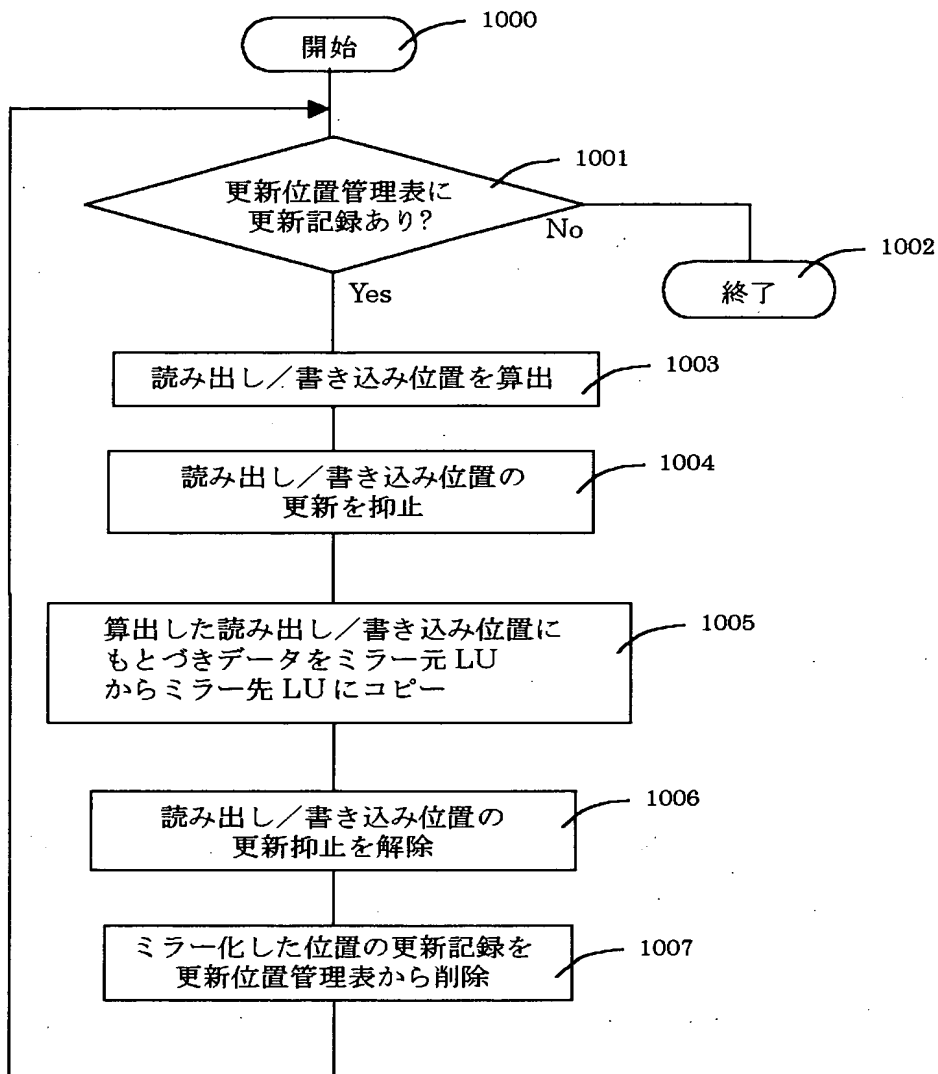 1000
開始
1001
更新位置管理表に
更新記録あり?
No
1002
終了
Yes
読み出し/書き込み位置を算出
1003
読み出し/書き込み位置の
更新を抑止
1004
算出した読み出し/書き込み位置に
もとづきデータをミラー元 LU
からミラー先 LU にコピー
1005
読み出し/書き込み位置の
更新抑止を解除
1006
ミラー化した位置の更新記録を
更新位置管理表から削除
1007